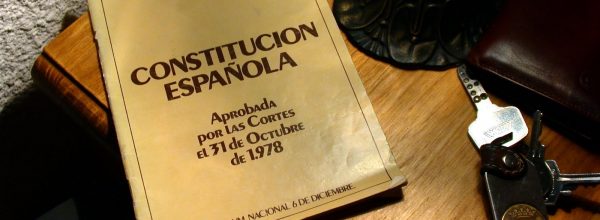 CONSTITUCION
ESPAÑOLA
APROBADA
POR LAS CORTES
EL 31 DE OCTUBRE
DE 1.978
NACIONAL 6 DE DICIEMBRE.